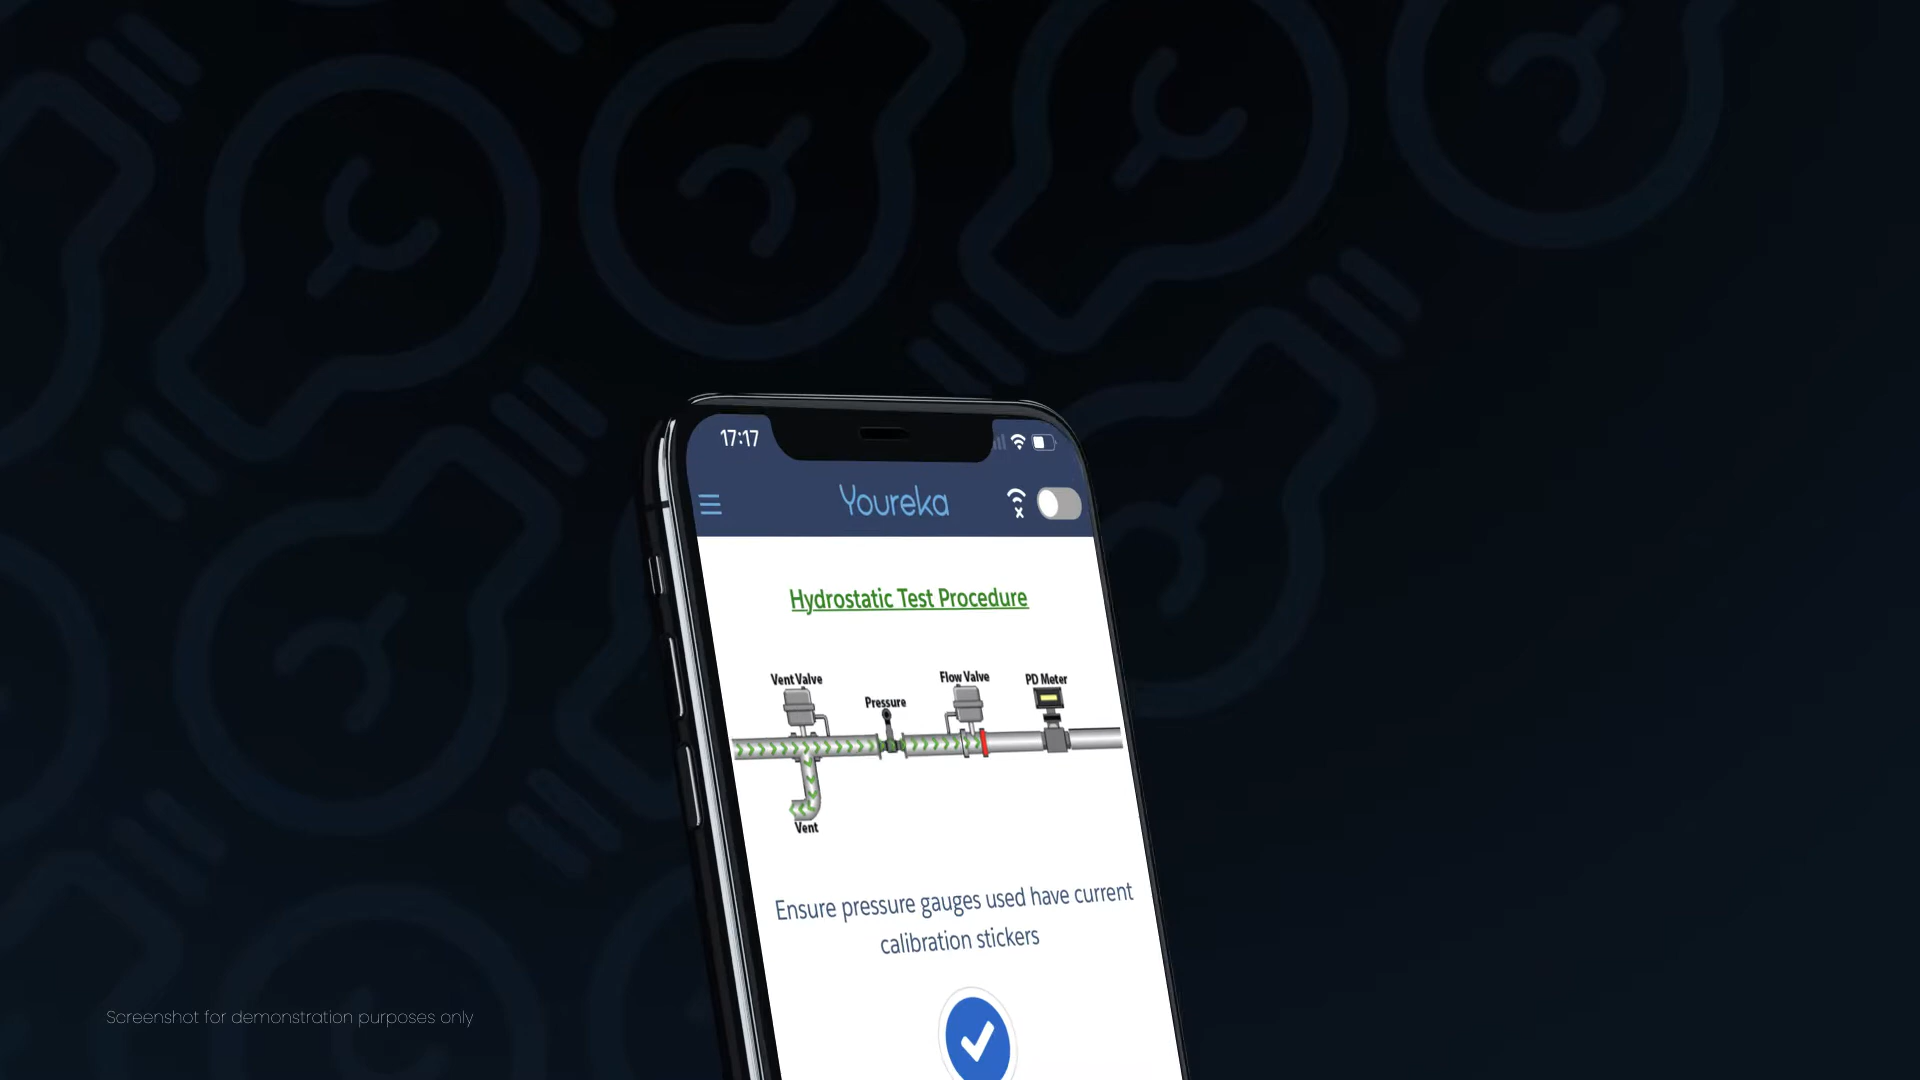 17:17
Youreka
Hydrostatic Test Procedure
Vent Valve
Flow Valve
PD Meter
Pressure
Vent
Ensure pressure gauges used have current
calibration stickers
Screenshot for demonstration purposes only